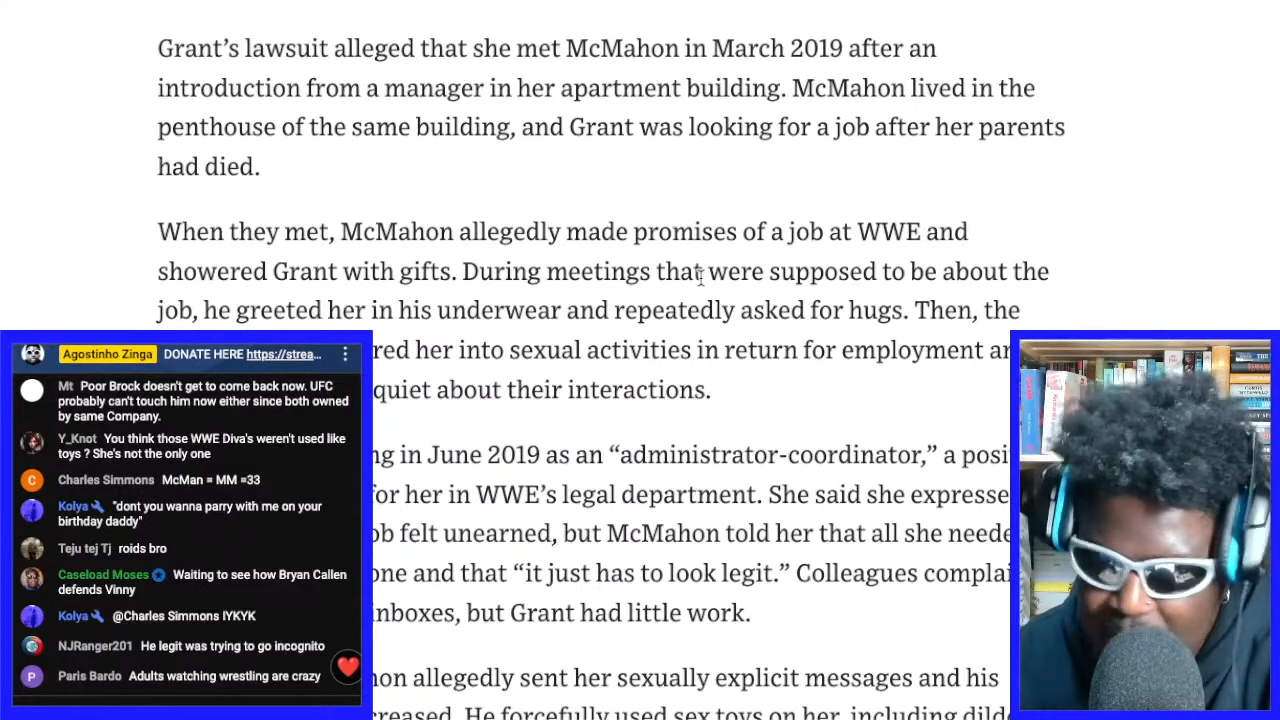 Grant’s lawsuit alleged that she met McMahon in March 2019 after an
introduction from a manager in her apartment building. McMahon lived in the
penthouse of the same building, and Grant was looking for a job after her parents
had died.
When they met, McMahon allegedly made promises of a job at WWE and
showered Grant with gifts. During meetings that were supposed to be about the
job, he greeted her in his underwear and repeatedly asked for hugs. Then, the
red her into sexual activities in return for employment
quiet about their interactions.
in June 2019 as an “administrator-coordinator,” a
for her in WWE’s legal department. She said she
felt unearned, but McMahon told her that all she
and that “it just has to look legit.” Colleagues
inboxes, but Grant had little work.
allegedly sent her sexually explicit messages and his
He forcefully used sex toys on her, including
Agostinho Zinga DONATE HERE https://strea...
Mt Poor Brock doesn't get to come back now. UFC
probably can't touch him now either since both owned
by same Company.
Y_Knot You think those WWE Diva's weren't used like
toys ? She's not the only one
C Charles Simmons McMan = MM =33
Kolya "dont you wanna parry with me on your
birthday daddy"
Teju tej Tj roids bro
Caseload Moses Waiting to see how Bryan Callen
defends Vinny
Kolya @Charles Simmons IYKYK
NJRanger201 He legit was trying to go incognito
P Paris Bardo Adults watching wrestling are crazy